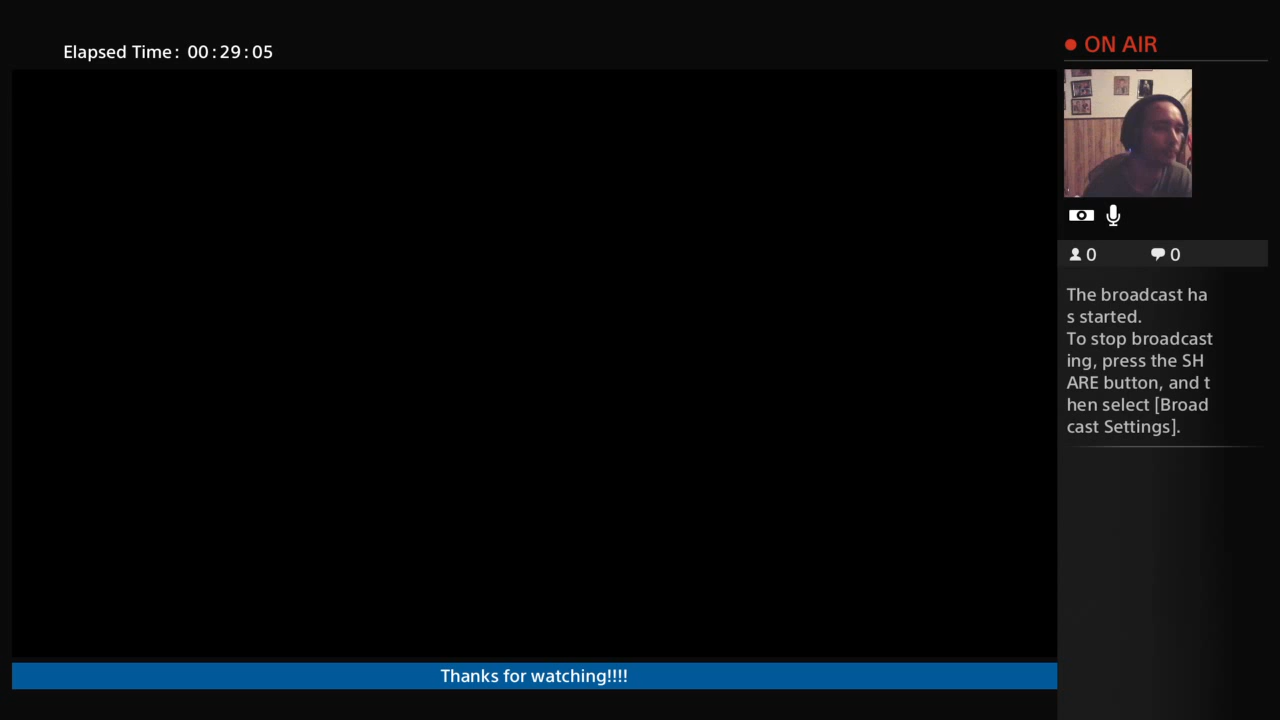 Elapsed Time: 00:29:05
ON AIR
0 0
The broadcast ha
s started.
To stop broadcast
ing, press the SH
ARE button, and t
hen select [Broad
cast Settings].
Thanks for watching!!!!